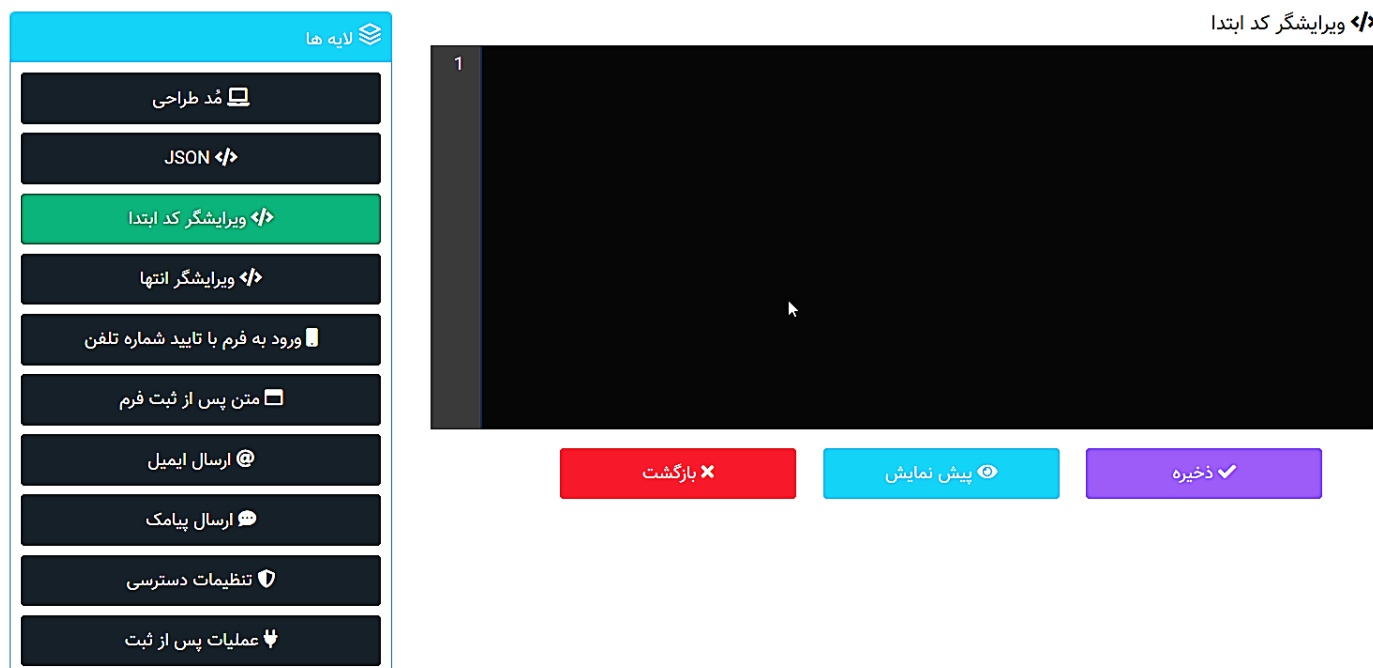 ویرایشگر کد ابتدا
1
ذخیره
پیش نمایش
بازگشت
لایه ها
مُد طراحی
JSON
ویرایشگر کد ابتدا
ویرایشگر انتها
ورود به فرم با تایید شماره تلفن
متن پس از ثبت فرم
ارسال ایمیل
ارسال پیامک
تنظیمات دسترسی
عملیات پس از ثبت